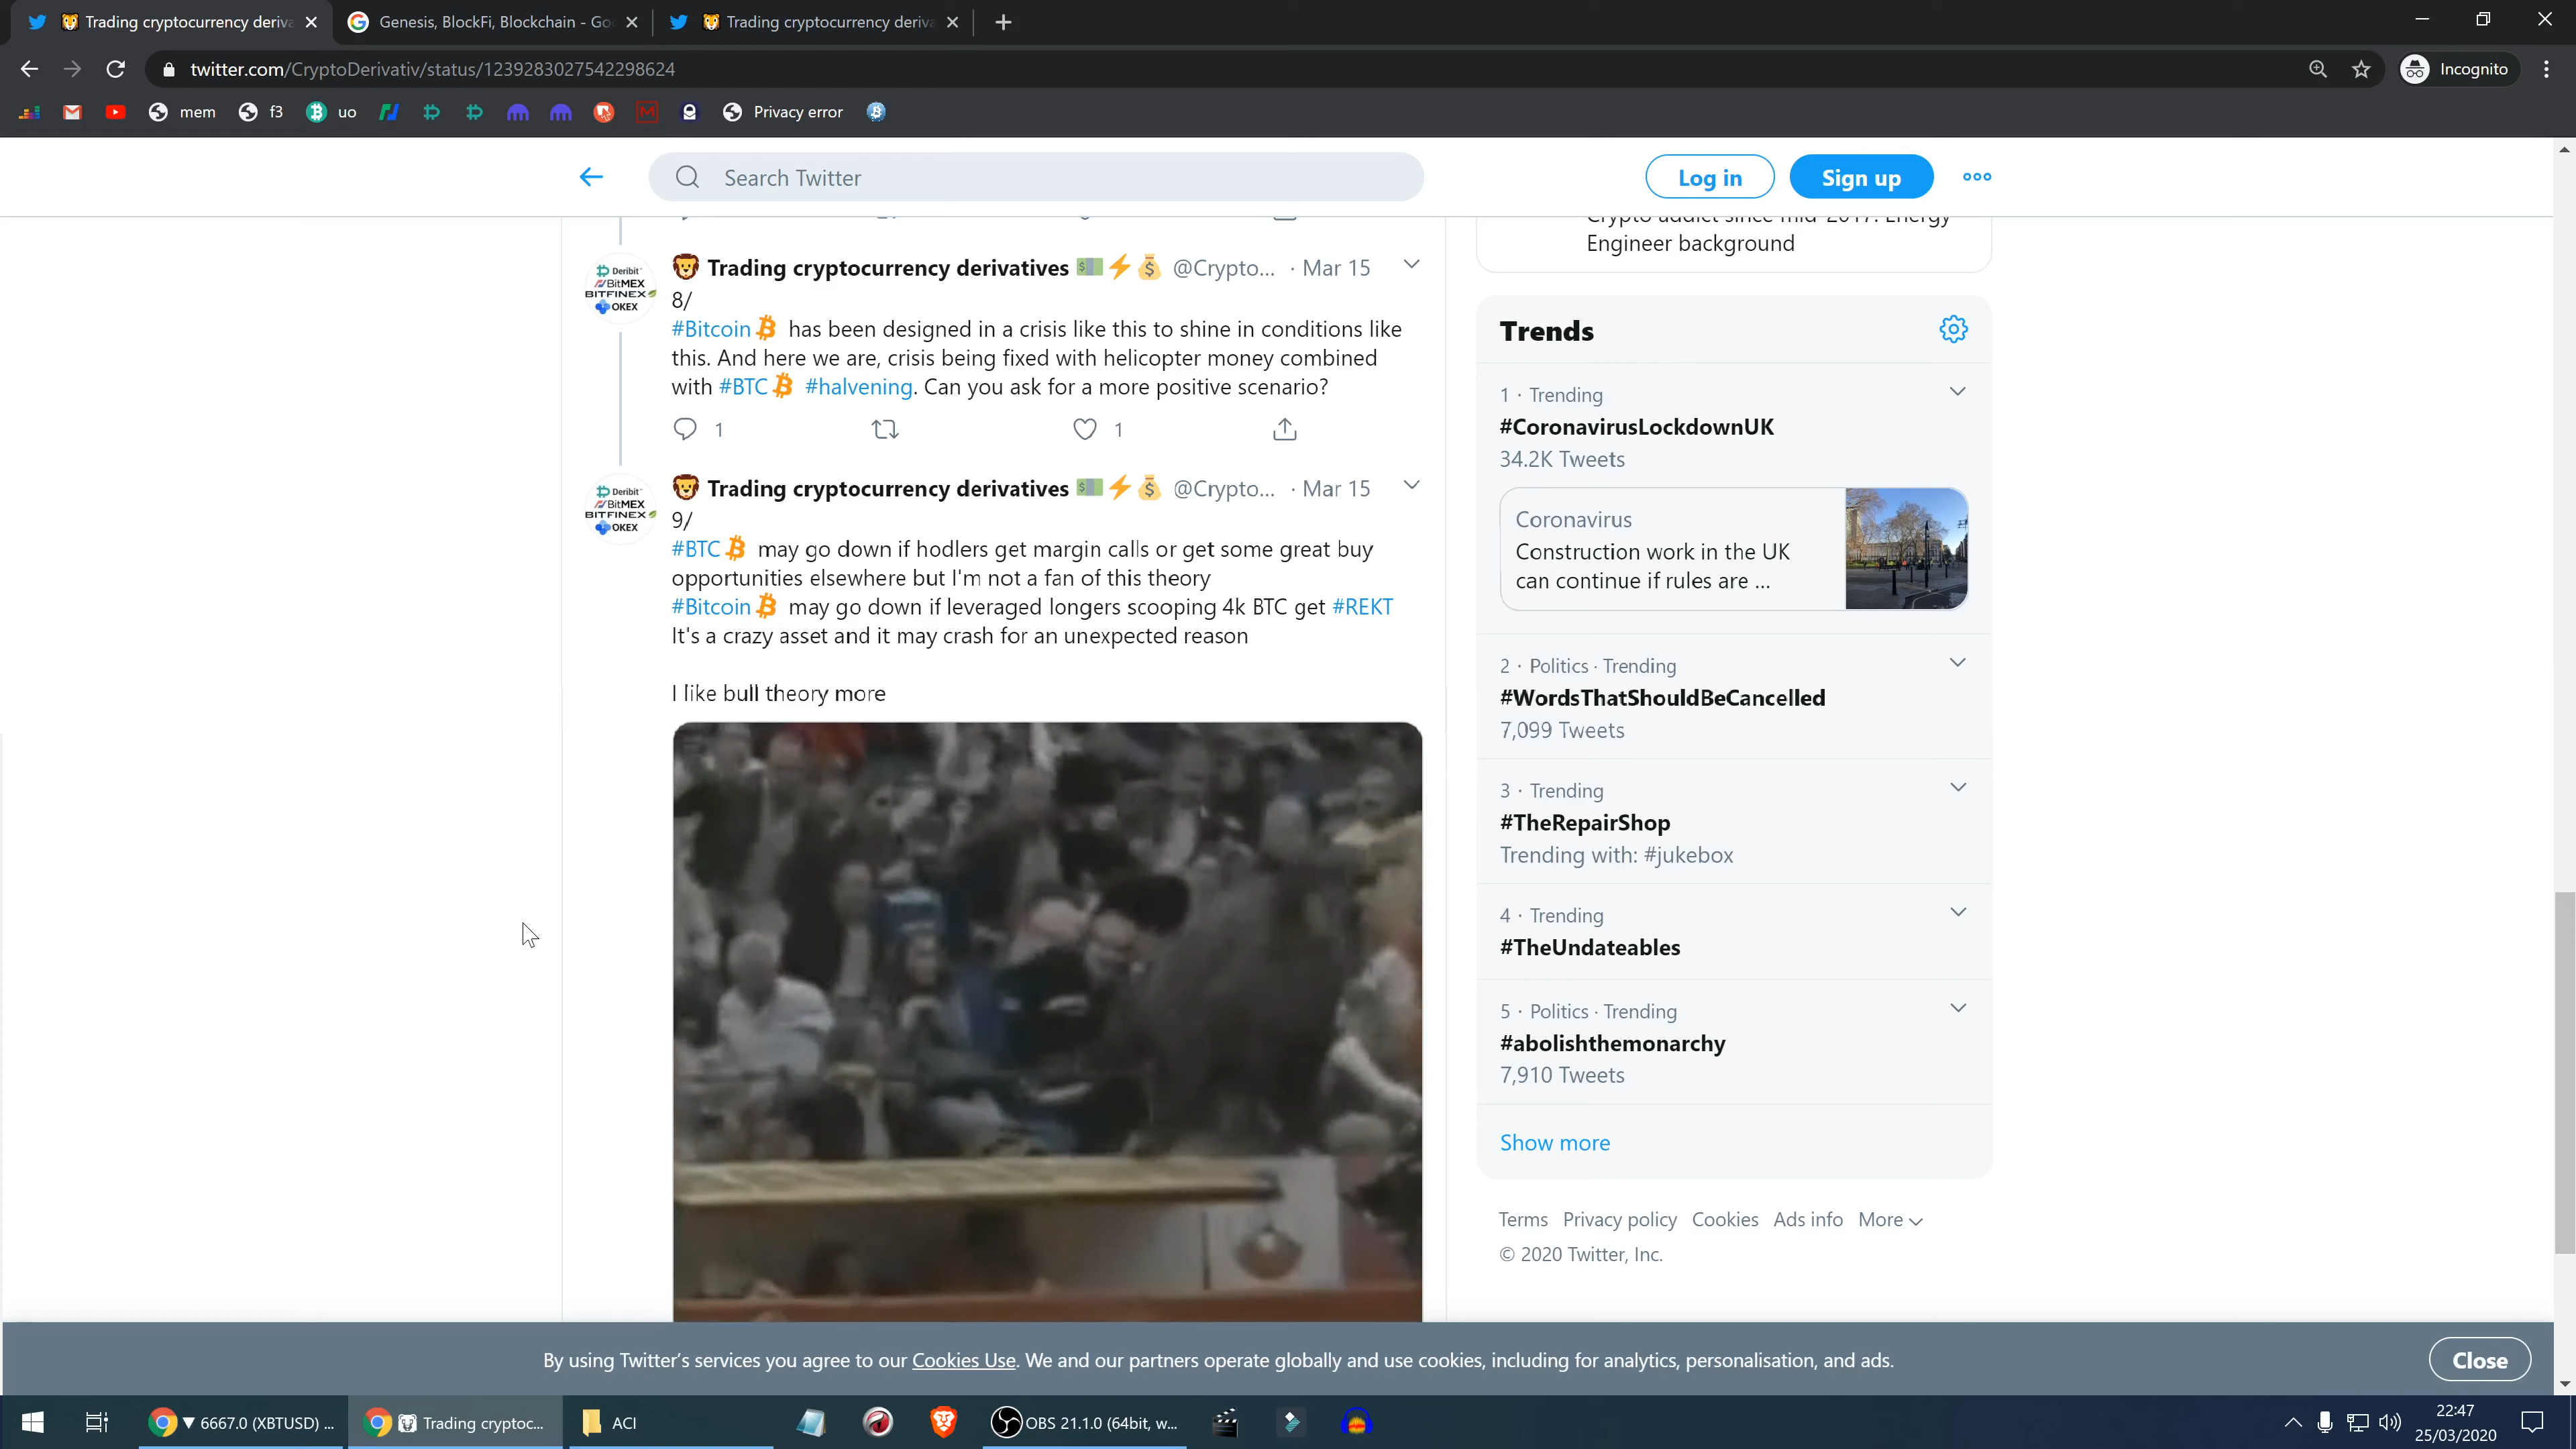 Trading cryptocurrency deriva
Genesis, BlockFi, Blockchain - Go
Trading cryptocurrency deriva
twitter.com/CryptoDerivativ/status/1239283027542298624
Incognito
mem
f3
uo
Privacy error
Search Twitter
Log in
Sign up
Crypto addict since mid-2017. Energy
Engineer background
Deribit
BitMEX
BITFINEX
OKEX
Trading cryptocurrency derivatives @Crypto... · Mar 15
8/
#Bitcoin has been designed in a crisis like this to shine in conditions like
this. And here we are, crisis being fixed with helicopter money combined
with #BTC #halvening. Can you ask for a more positive scenario?
1
1
Deribit
BitMEX
BITFINEX
OKEX
Trading cryptocurrency derivatives @Crypto... · Mar 15
9/
#BTC may go down if hodlers get margin calls or get some great buy
opportunities elsewhere but I'm not a fan of this theory
#Bitcoin may go down if leveraged longers scooping 4k BTC get #REKT
It's a crazy asset and it may crash for an unexpected reason
I like bull theory more
Trends
1 · Trending
#CoronavirusLockdownUK
34.2K Tweets
Coronavirus
Construction work in the UK
can continue if rules are ...
2 · Politics · Trending
#WordsThatShouldBeCancelled
7,099 Tweets
3 · Trending
#TheRepairShop
Trending with: #jukebox
4 · Trending
#TheUndateables
5 · Politics · Trending
#abolishthemonarchy
7,910 Tweets
Show more
Terms Privacy policy Cookies Ads info More
© 2020 Twitter, Inc.
By using Twitter's services you agree to our Cookies Use. We and our partners operate globally and use cookies, including for analytics, personalisation, and ads.
Close
▼ 6667.0 (XBTUSD) ...
Trading cryptoc...
ACI
OBS 21.1.0 (64bit, w...
22:47
25/03/2020